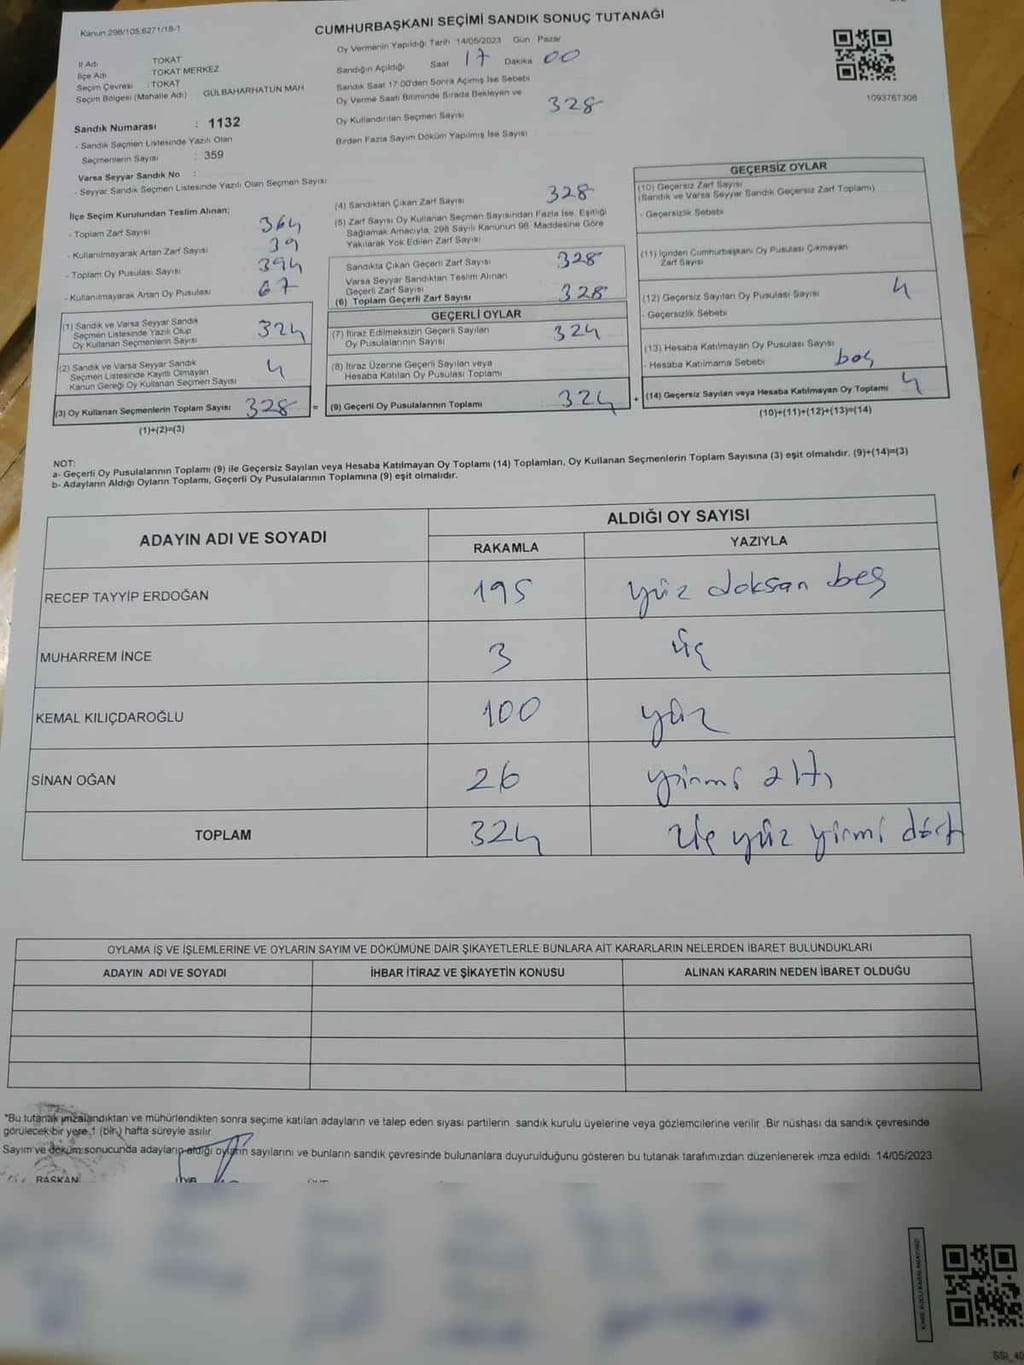 Kanun:298/105;6271/18-1
CUMHURBAŞKANI SEÇİMİ SANDIK SONUÇ TUTANAĞI
Oy Vermenin Yapıldığı Tarih 14/05/2023 Gün Pazar
İl Adı TOKAT
İlçe Adı TOKAT MERKEZ
Seçim Çevresi : TOKAT
Seçim Bölgesi (Mahalle Adı) GÜLBAHARHATUN MAH
Sandık Numarası : 1132
- Sandık Seçmen Listesinde Yazılı Olan
Seçmenlerin Sayısı : 359
Varsa Seyyar Sandık No :
- Seyyar Sandık Seçmen Listesinde Yazılı Olan Seçmen Sayısı
Sandığın Açıldığı Saat 17 Dakika 00
Sandık Saat 17:00'den Sonra Açılmış İse Sebebi
Oy Verme Saati Bitiminde Sırada Bekleyen ve
Oy Kullandırılan Seçmen Sayısı 328
Birden Fazla Sayım Döküm Yapılmış İse Sayısı
1093767308
İlçe Seçim Kurulundan Teslim Alınan;
- Toplam Zarf Sayısı 364
- Kullanılmayarak Artan Zarf Sayısı 39
- Toplam Oy Pusulası Sayısı 394
- Kullanılmayarak Artan Oy Pusulası 67
(1) Sandık ve Varsa Seyyar Sandık
Seçmen Listesinde Yazılı Olup
Oy Kullanan Seçmenlerin Sayısı 324
(2) Sandık ve Varsa Seyyar Sandık
Seçmen Listesinde Kayıtlı Olmayan
Kanun Gereği Oy Kullanan Seçmen Sayısı 4
(3) Oy Kullanan Seçmenlerin Toplam Sayısı 328 =
(1)+(2)=(3)
(4) Sandıktan Çıkan Zarf Sayısı 328
(5) Zarf Sayısı Oy Kullanan Seçmen Sayısından Fazla İse, Eşitliği
Sağlamak Amacıyla, 298 Sayılı Kanunun 98. Maddesine Göre
Yakılarak Yok Edilen Zarf Sayısı
Sandıkta Çıkan Geçerli Zarf Sayısı 328
Varsa Seyyar Sandıktan Teslim Alınan
Geçerli Zarf Sayısı
(6) Toplam Geçerli Zarf Sayısı 328
GEÇERLİ OYLAR
(7) İtiraz Edilmeksizin Geçerli Sayılan
Oy Pusulalarının Sayısı 324
(8) İtiraz Üzerine Geçerli Sayılan veya
Hesaba Katılan Oy Pusulası Toplamı
(9) Geçerli Oy Pusulalarının Toplamı 324 +
GEÇERSİZ OYLAR
(10) Geçersiz Zarf Sayısı
(Sandık ve Varsa Seyyar Sandık Geçersiz Zarf Toplamı)
- Geçersizlik Sebebi
(11) İçinden Cumhurbaşkanı Oy Pusulası Çıkmayan
Zarf Sayısı
(12) Geçersiz Sayılan Oy Pusulası Sayısı 4
- Geçersizlik Sebebi
(13) Hesaba Katılmayan Oy Pusulası Sayısı
- Hesaba Katılmama Sebebi boş
(14) Geçersiz Sayılan veya Hesaba Katılmayan Oy Toplamı 4
(10)+(11)+(12)+(13)=(14)
NOT:
a- Geçerli Oy Pusulalarının Toplamı (9) ile Geçersiz Sayılan veya Hesaba Katılmayan Oy Toplamı (14) Toplamları, Oy Kullanan Seçmenlerin Toplam Sayısına (3) eşit olmalıdır. (9)+(14)=(3)
b- Adayların Aldığı Oyların Toplamı, Geçerli Oy Pusulalarının Toplamına (9) eşit olmalıdır.
ADAYIN ADI VE SOYADI ALDIĞI OY SAYISI
RAKAMLA YAZIYLA
RECEP TAYYİP ERDOĞAN 195 yüz doksan beş
MUHARREM İNCE 3 üç
KEMAL KILIÇDAROĞLU 100 yüz
SİNAN OĞAN 26 yirmi altı
TOPLAM 324 üç yüz yirmi dört
OYLAMA İŞ VE İŞLEMLERİNE VE OYLARIN SAYIM VE DÖKÜMÜNE DAİR ŞİKAYETLERLE BUNLARA AİT KARARLARIN NELERDEN İBARET BULUNDUKLARI
ADAYIN ADI VE SOYADI İHBAR İTİRAZ VE ŞİKAYETİN KONUSU ALINAN KARARIN NEDEN İBARET OLDUĞU
*Bu tutanak imzalandıktan ve mühürlendikten sonra seçime katılan adayların ve talep eden siyasi partilerin sandık kurulu üyelerine veya gözlemcilerine verilir. Bir nüshası da sandık çevresinde
görülecek bir yere 1 (bir) hafta süreyle asılır.
Sayım ve döküm sonucunda adayların aldığı oyların sayılarını ve bunların sandık çevresinde bulunanlara duyurulduğunu gösteren bu tutanak tarafımızdan düzenlenerek imza edildi. 14/05/2023
BAŞKAN